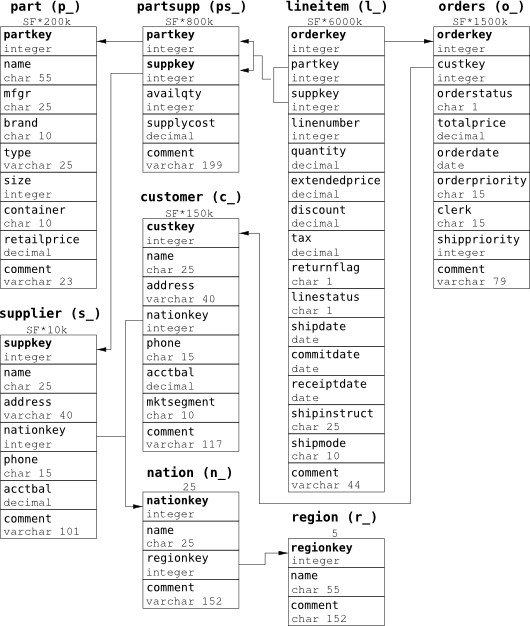 part (p_)
SF*200k
partkey
integer
name
char 55
mfgr
char 25
brand
char 10
type
varchar 25
size
integer
container
char 10
retailprice
decimal
comment
varchar 23
supplier (s_)
SF*10k
suppkey
integer
name
char 25
address
varchar 40
nationkey
integer
phone
char 15
acctbal
decimal
comment
varchar 101
partsupp (ps_)
SF*800k
partkey
integer
suppkey
integer
availqty
integer
supplycost
decimal
comment
varchar 199
customer (c_)
SF*150k
custkey
integer
name
char 25
address
varchar 40
nationkey
integer
phone
char 15
acctbal
decimal
mktsegment
char 10
comment
varchar 117
nation (n_)
25
nationkey
integer
name
char 25
regionkey
integer
comment
varchar 152
lineitem (l_)
SF*6000k
orderkey
integer
partkey
integer
suppkey
integer
linenumber
integer
quantity
decimal
extendedprice
decimal
discount
decimal
tax
decimal
returnflag
char 1
linestatus
char 1
shipdate
date
commitdate
date
receiptdate
date
shipinstruct
char 25
shipmode
char 10
comment
varchar 44
region (r_)
5
regionkey
integer
name
char 55
comment
char 152
orders (o_)
SF*1500k
orderkey
integer
custkey
integer
orderstatus
char 1
totalprice
decimal
orderdate
date
orderpriority
char 15
clerk
char 15
shippriority
integer
comment
varchar 79